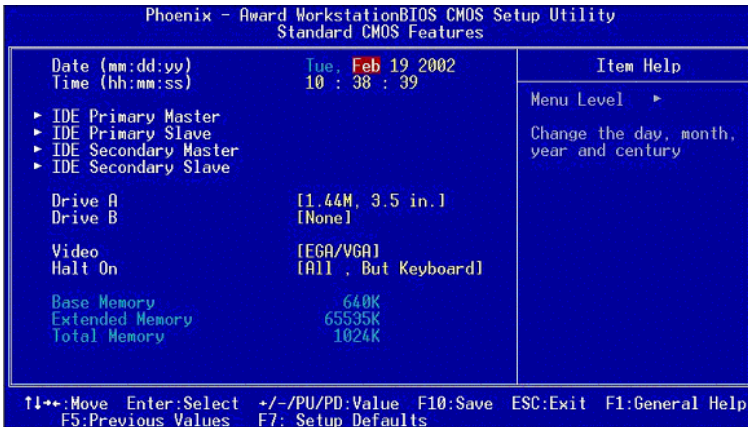 Phoenix - Award WorkstationBIOS CMOS Setup Utility
Standard CMOS Features
Date (mm:dd:yy) Tue, Feb 19 2002
Time (hh:mm:ss) 10 : 38 : 39
► IDE Primary Master
► IDE Primary Slave
► IDE Secondary Master
► IDE Secondary Slave
Drive A [1.44M, 3.5 in.]
Drive B [None]
Video [EGA/VGA]
Halt On [All , But Keyboard]
Base Memory 640K
Extended Memory 65535K
Total Memory 1024K
Item Help
Menu Level ►
Change the day, month,
year and century
↑↓→←:Move Enter:Select +/-/PU/PD:Value F10:Save ESC:Exit F1:General Help
F5:Previous Values F7: Setup Defaults